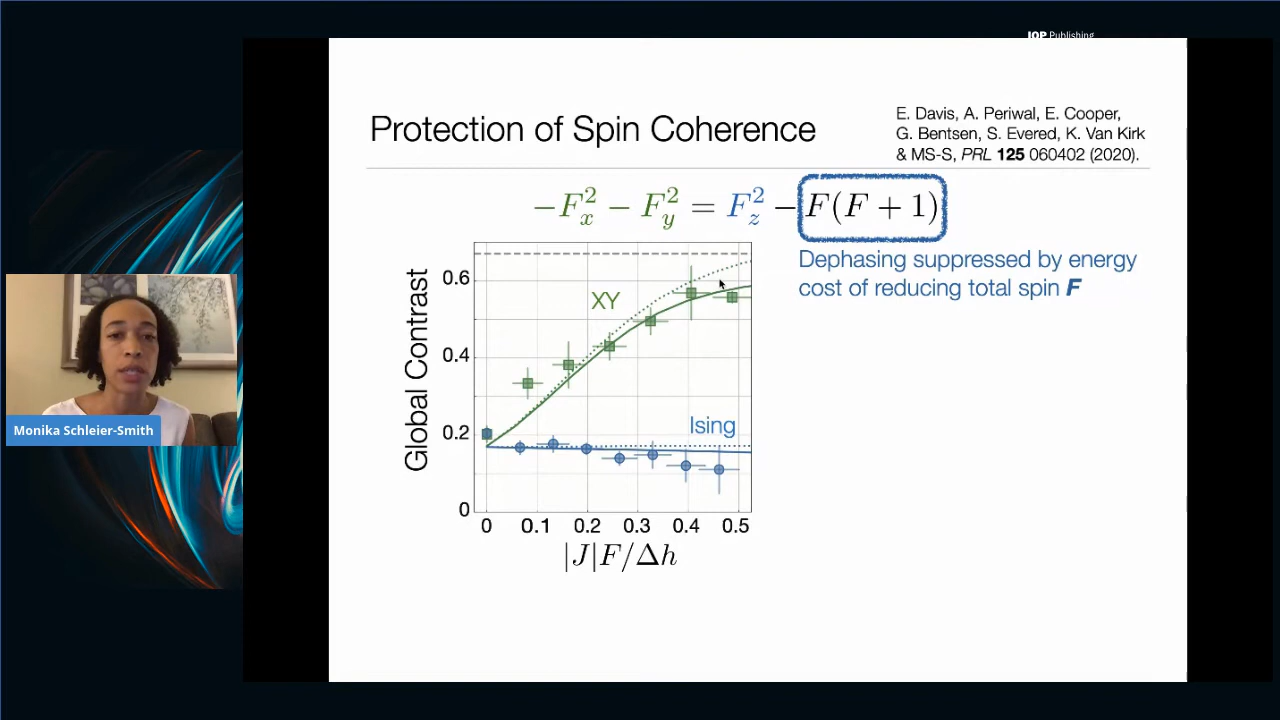 IOP Publishing
Protection of Spin Coherence
E. Davis, A. Periwal, E. Cooper,
G. Bentsen, S. Evered, K. Van Kirk
& MS-S, PRL 125 060402 (2020).
−F_x^2 − F_y^2 = F_z^2 − F(F + 1)
Dephasing suppressed by energy
cost of reducing total spin F
Global Contrast
0.6
0.4
0.2
0
XY
Ising
0 0.1 0.2 0.3 0.4 0.5
|J|F/Δh
Monika Schleier-Smith